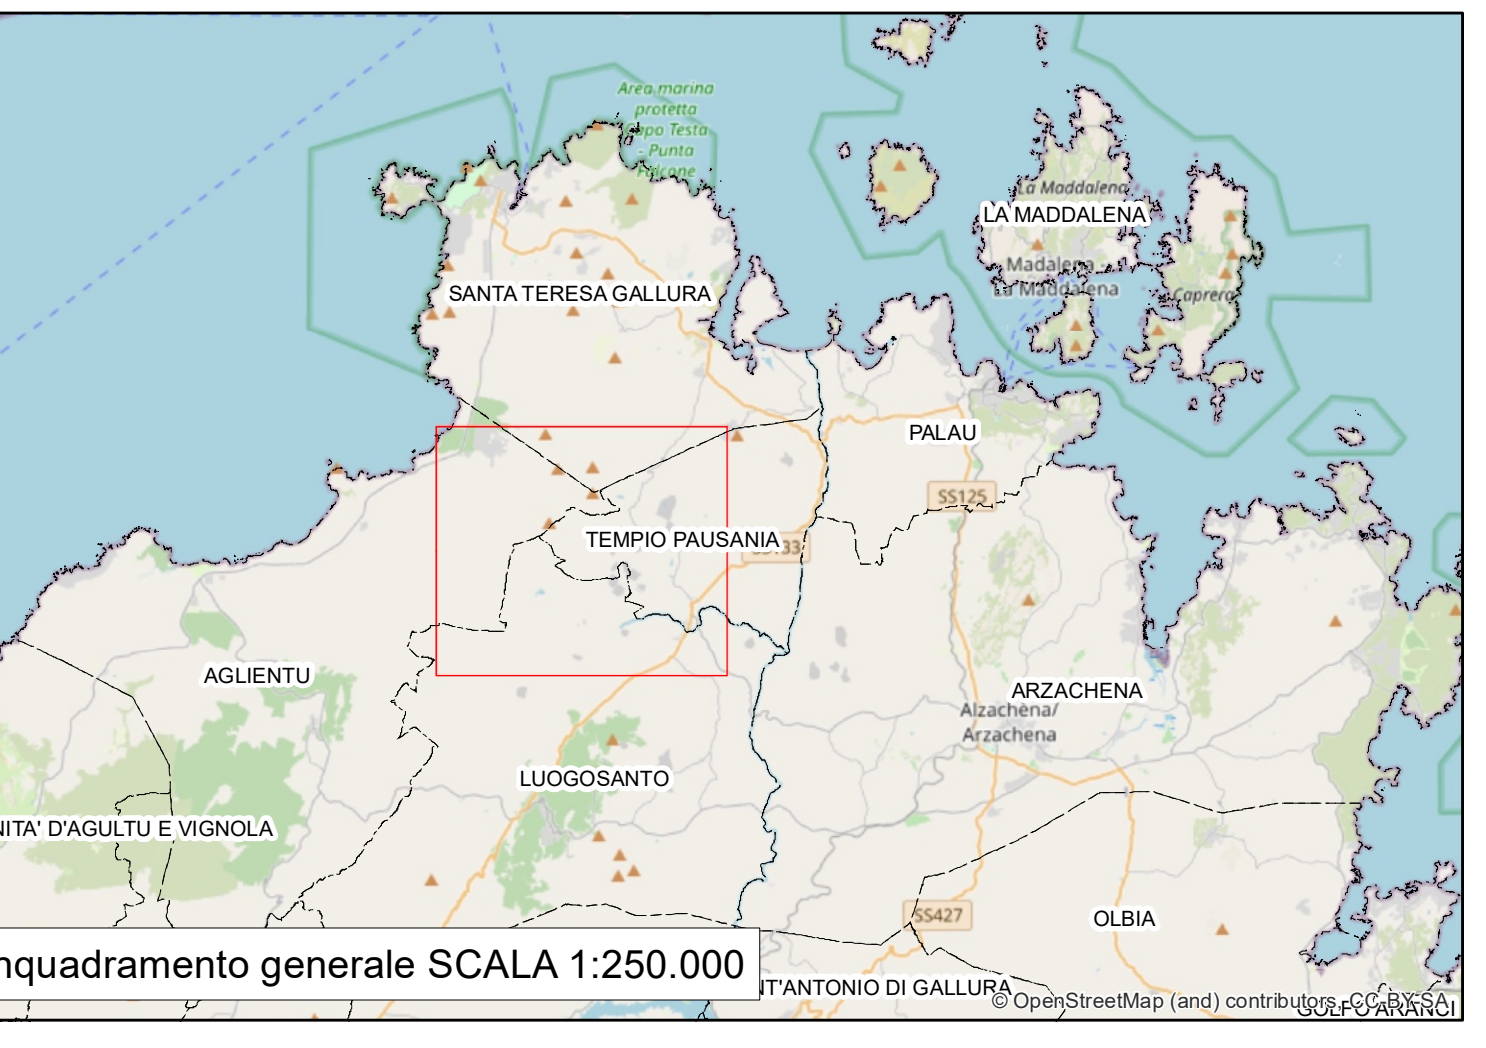 Area marina
protetta
Capo Testa
- Punta
Falcone
La Maddalena
LA MADDALENA
Madalena -
La Maddalena
Caprera
SANTA TERESA GALLURA
PALAU
SS125
TEMPIO PAUSANIA
AGLIENTU
ARZACHENA
Alzachèna/
Arzachena
LUOGOSANTO
NITA' D'AGULTU E VIGNOLA
SS427
OLBIA
nquadramento generale SCALA 1:250.000
NT'ANTONIO DI GALLURA
© OpenStreetMap (and) contributors, CC-BY-SA
GOLFO ARANCI